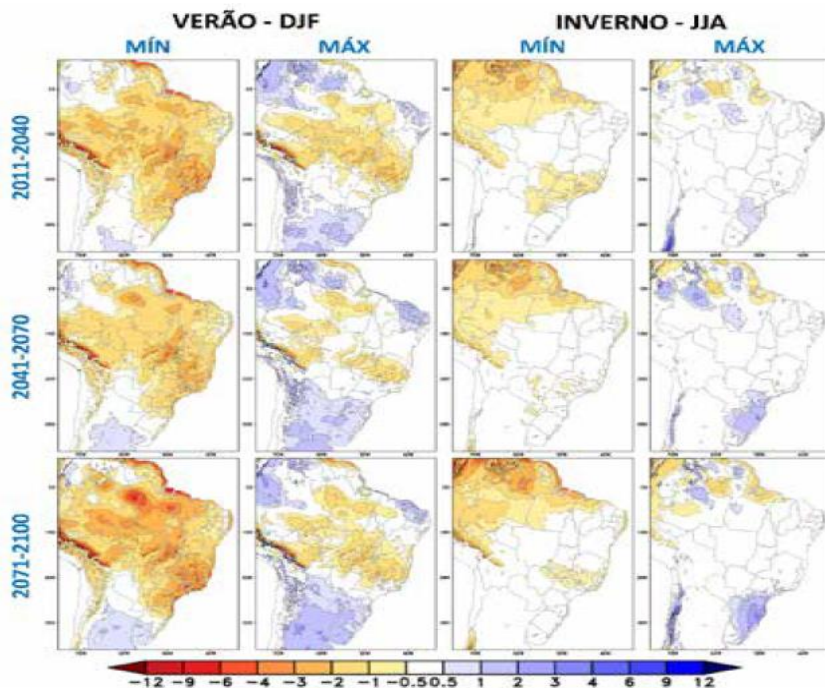 VERÃO - DJF
INVERNO - JJA
MÍN
MÁX
MÍN
MÁX
2011-2040
2041-2070
2071-2100
−12 −9 −6 −4 −3 −2 −1 −0.5 0.5 1 2 3 4 6 9 12